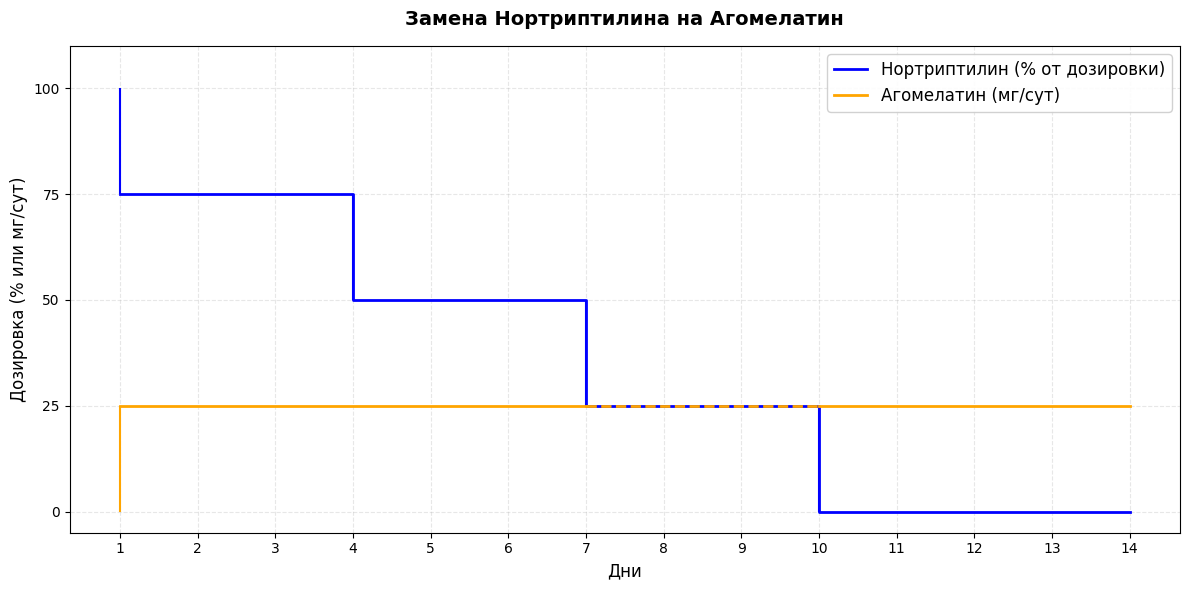 Замена Нортриптилина на Агомелатин
Нортриптилин (% от дозировки)
Агомелатин (мг/сут)
Дозировка (% или мг/сут)
100
75
50
25
0
1 2 3 4 5 6 7 8 9 10 11 12 13 14
Дни